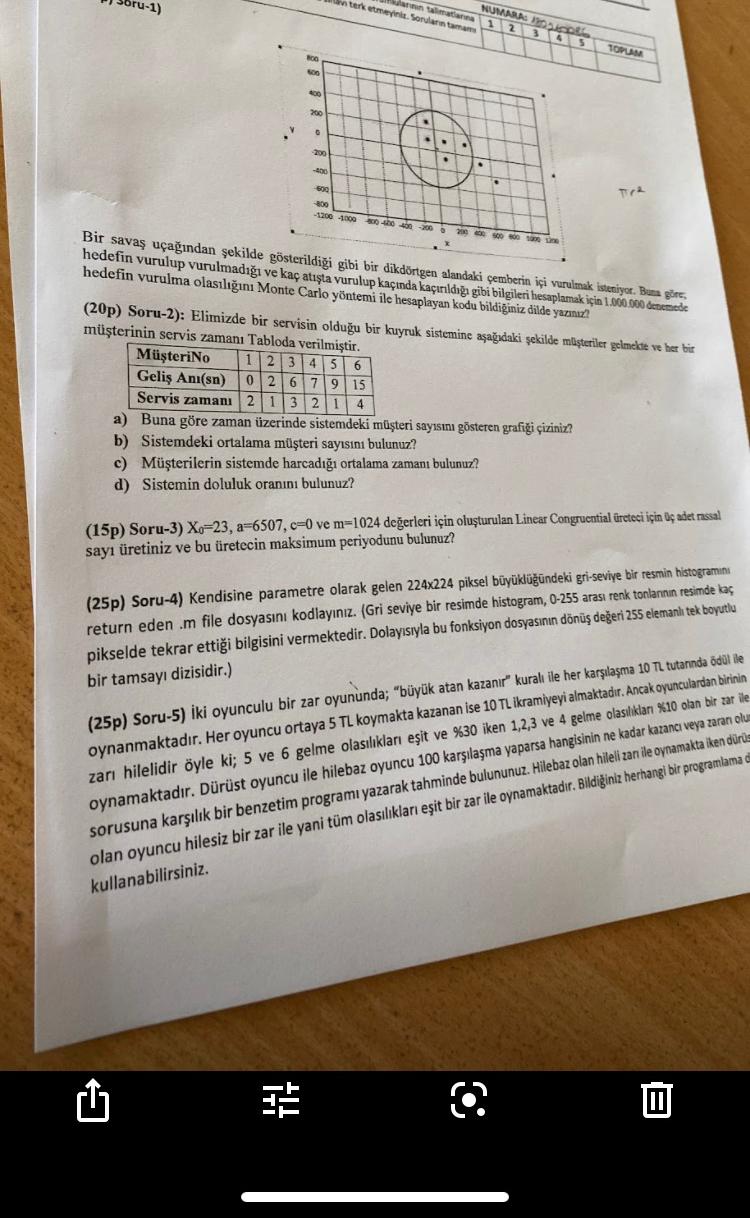 Soru-1)
talimatlarına
terk etmeyiniz. Soruların tamamı
NUMARA:
1 2 3 4 5 TOPLAM
800
600
400
200
0
-200
-400
-600
-800
-1200 -1000 -800 -600 -400 -200 0 200 400 600 800 1000 1200
Y
X
πr²
Bir savaş uçağından şekilde gösterildiği gibi bir dikdörtgen alandaki çemberin içi vurulmak isteniyor. Buna göre;
hedefin vurulup vurulmadığı ve kaç atışta vurulup kaçında kaçırıldığı gibi bilgileri hesaplamak için 1.000.000 denemede
hedefin vurulma olasılığını Monte Carlo yöntemi ile hesaplayan kodu bildiğiniz dilde yazınız?
(20p) Soru-2): Elimizde bir servisin olduğu bir kuyruk sistemine aşağıdaki şekilde müşteriler gelmekte ve her bir
müşterinin servis zamanı Tabloda verilmiştir.
MüşteriNo 1 2 3 4 5 6
Geliş Anı(sn) 0 2 6 7 9 15
Servis zamanı 2 1 3 2 1 4
a) Buna göre zaman üzerinde sistemdeki müşteri sayısını gösteren grafiği çiziniz?
b) Sistemdeki ortalama müşteri sayısını bulunuz?
c) Müşterilerin sistemde harcadığı ortalama zamanı bulunuz?
d) Sistemin doluluk oranını bulunuz?
(15p) Soru-3) X₀=23, a=6507, c=0 ve m=1024 değerleri için oluşturulan Linear Congruential üreteci için üç adet rassal
sayı üretiniz ve bu üretecin maksimum periyodunu bulunuz?
(25p) Soru-4) Kendisine parametre olarak gelen 224x224 piksel büyüklüğündeki gri-seviye bir resmin histogramını
return eden .m file dosyasını kodlayınız. (Gri seviye bir resimde histogram, 0-255 arası renk tonlarının resimde kaç
pikselde tekrar ettiği bilgisini vermektedir. Dolayısıyla bu fonksiyon dosyasının dönüş değeri 255 elemanlı tek boyutlu
bir tamsayı dizisidir.)
(25p) Soru-5) İki oyunculu bir zar oyununda; "büyük atan kazanır" kuralı ile her karşılaşma 10 TL tutarında ödül ile
oynanmaktadır. Her oyuncu ortaya 5 TL koymakta kazanan ise 10 TL ikramiyeyi almaktadır. Ancak oyunculardan birinin
zarı hilelidir öyle ki; 5 ve 6 gelme olasılıkları eşit ve %30 iken 1,2,3 ve 4 gelme olasılıkları %10 olan bir zar ile
oynamaktadır. Dürüst oyuncu ile hilebaz oyuncu 100 karşılaşma yaparsa hangisinin ne kadar kazancı veya zararı olur
sorusuna karşılık bir benzetim programı yazarak tahminde bulununuz. Hilebaz olan hileli zarı ile oynamakta iken dürüs
olan oyuncu hilesiz bir zar ile yani tüm olasılıkları eşit bir zar ile oynamaktadır. Bildiğiniz herhangi bir programlama d
kullanabilirsiniz.